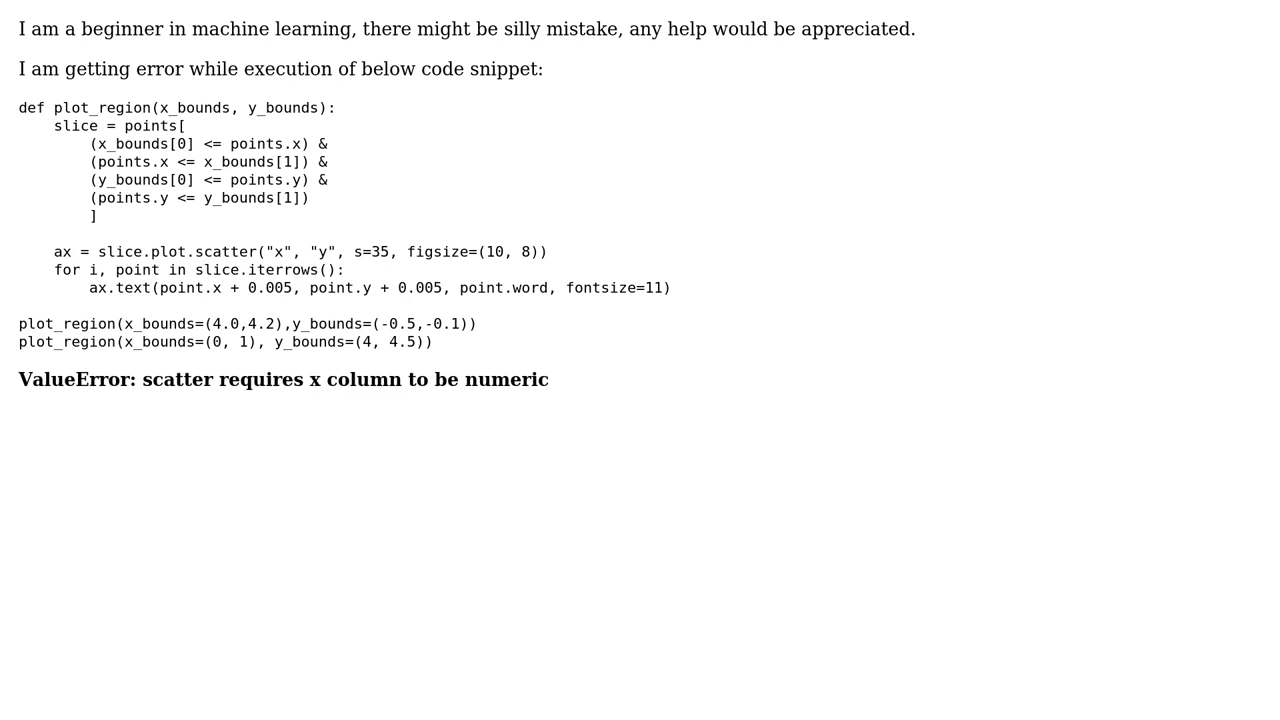 I am a beginner in machine learning, there might be silly mistake, any help would be appreciated.
I am getting error while execution of below code snippet:
def plot_region(x_bounds, y_bounds):
    slice = points[
        (x_bounds[0] <= points.x) &
        (points.x <= x_bounds[1]) &
        (y_bounds[0] <= points.y) &
        (points.y <= y_bounds[1])
        ]
    ax = slice.plot.scatter("x", "y", s=35, figsize=(10, 8))
    for i, point in slice.iterrows():
        ax.text(point.x + 0.005, point.y + 0.005, point.word, fontsize=11)
plot_region(x_bounds=(4.0,4.2),y_bounds=(-0.5,-0.1))
plot_region(x_bounds=(0, 1), y_bounds=(4, 4.5))
ValueError: scatter requires x column to be numeric